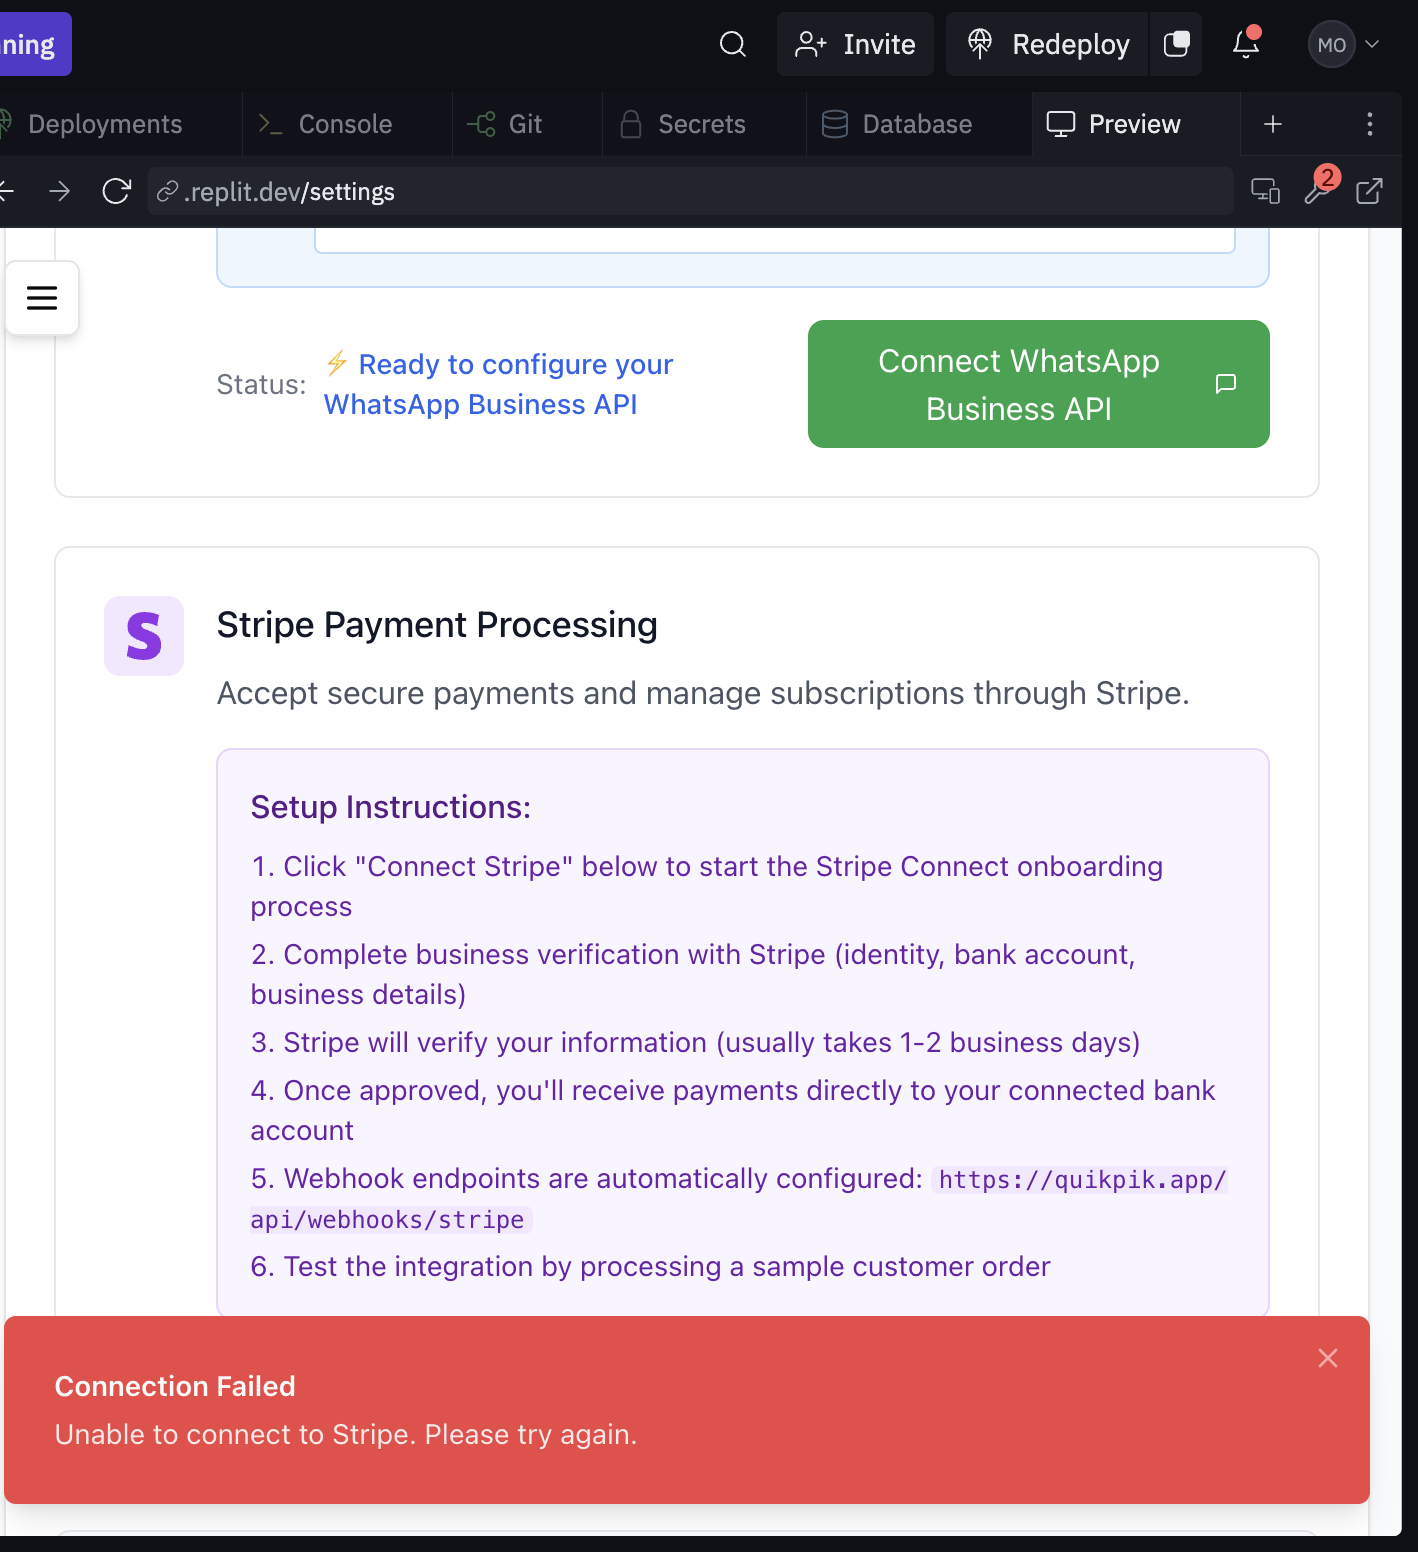 Invite
Redeploy
MO
Deployments
Console
Git
Secrets
Database
Preview
.replit.dev/settings
2
Status:
⚡ Ready to configure your
WhatsApp Business API
Connect WhatsApp
Business API
S
Stripe Payment Processing
Accept secure payments and manage subscriptions through Stripe.
Setup Instructions:
1. Click "Connect Stripe" below to start the Stripe Connect onboarding
process
2. Complete business verification with Stripe (identity, bank account,
business details)
3. Stripe will verify your information (usually takes 1-2 business days)
4. Once approved, you'll receive payments directly to your connected bank
account
5. Webhook endpoints are automatically configured: https://quikpik.app/
api/webhooks/stripe
6. Test the integration by processing a sample customer order
Connection Failed
Unable to connect to Stripe. Please try again.